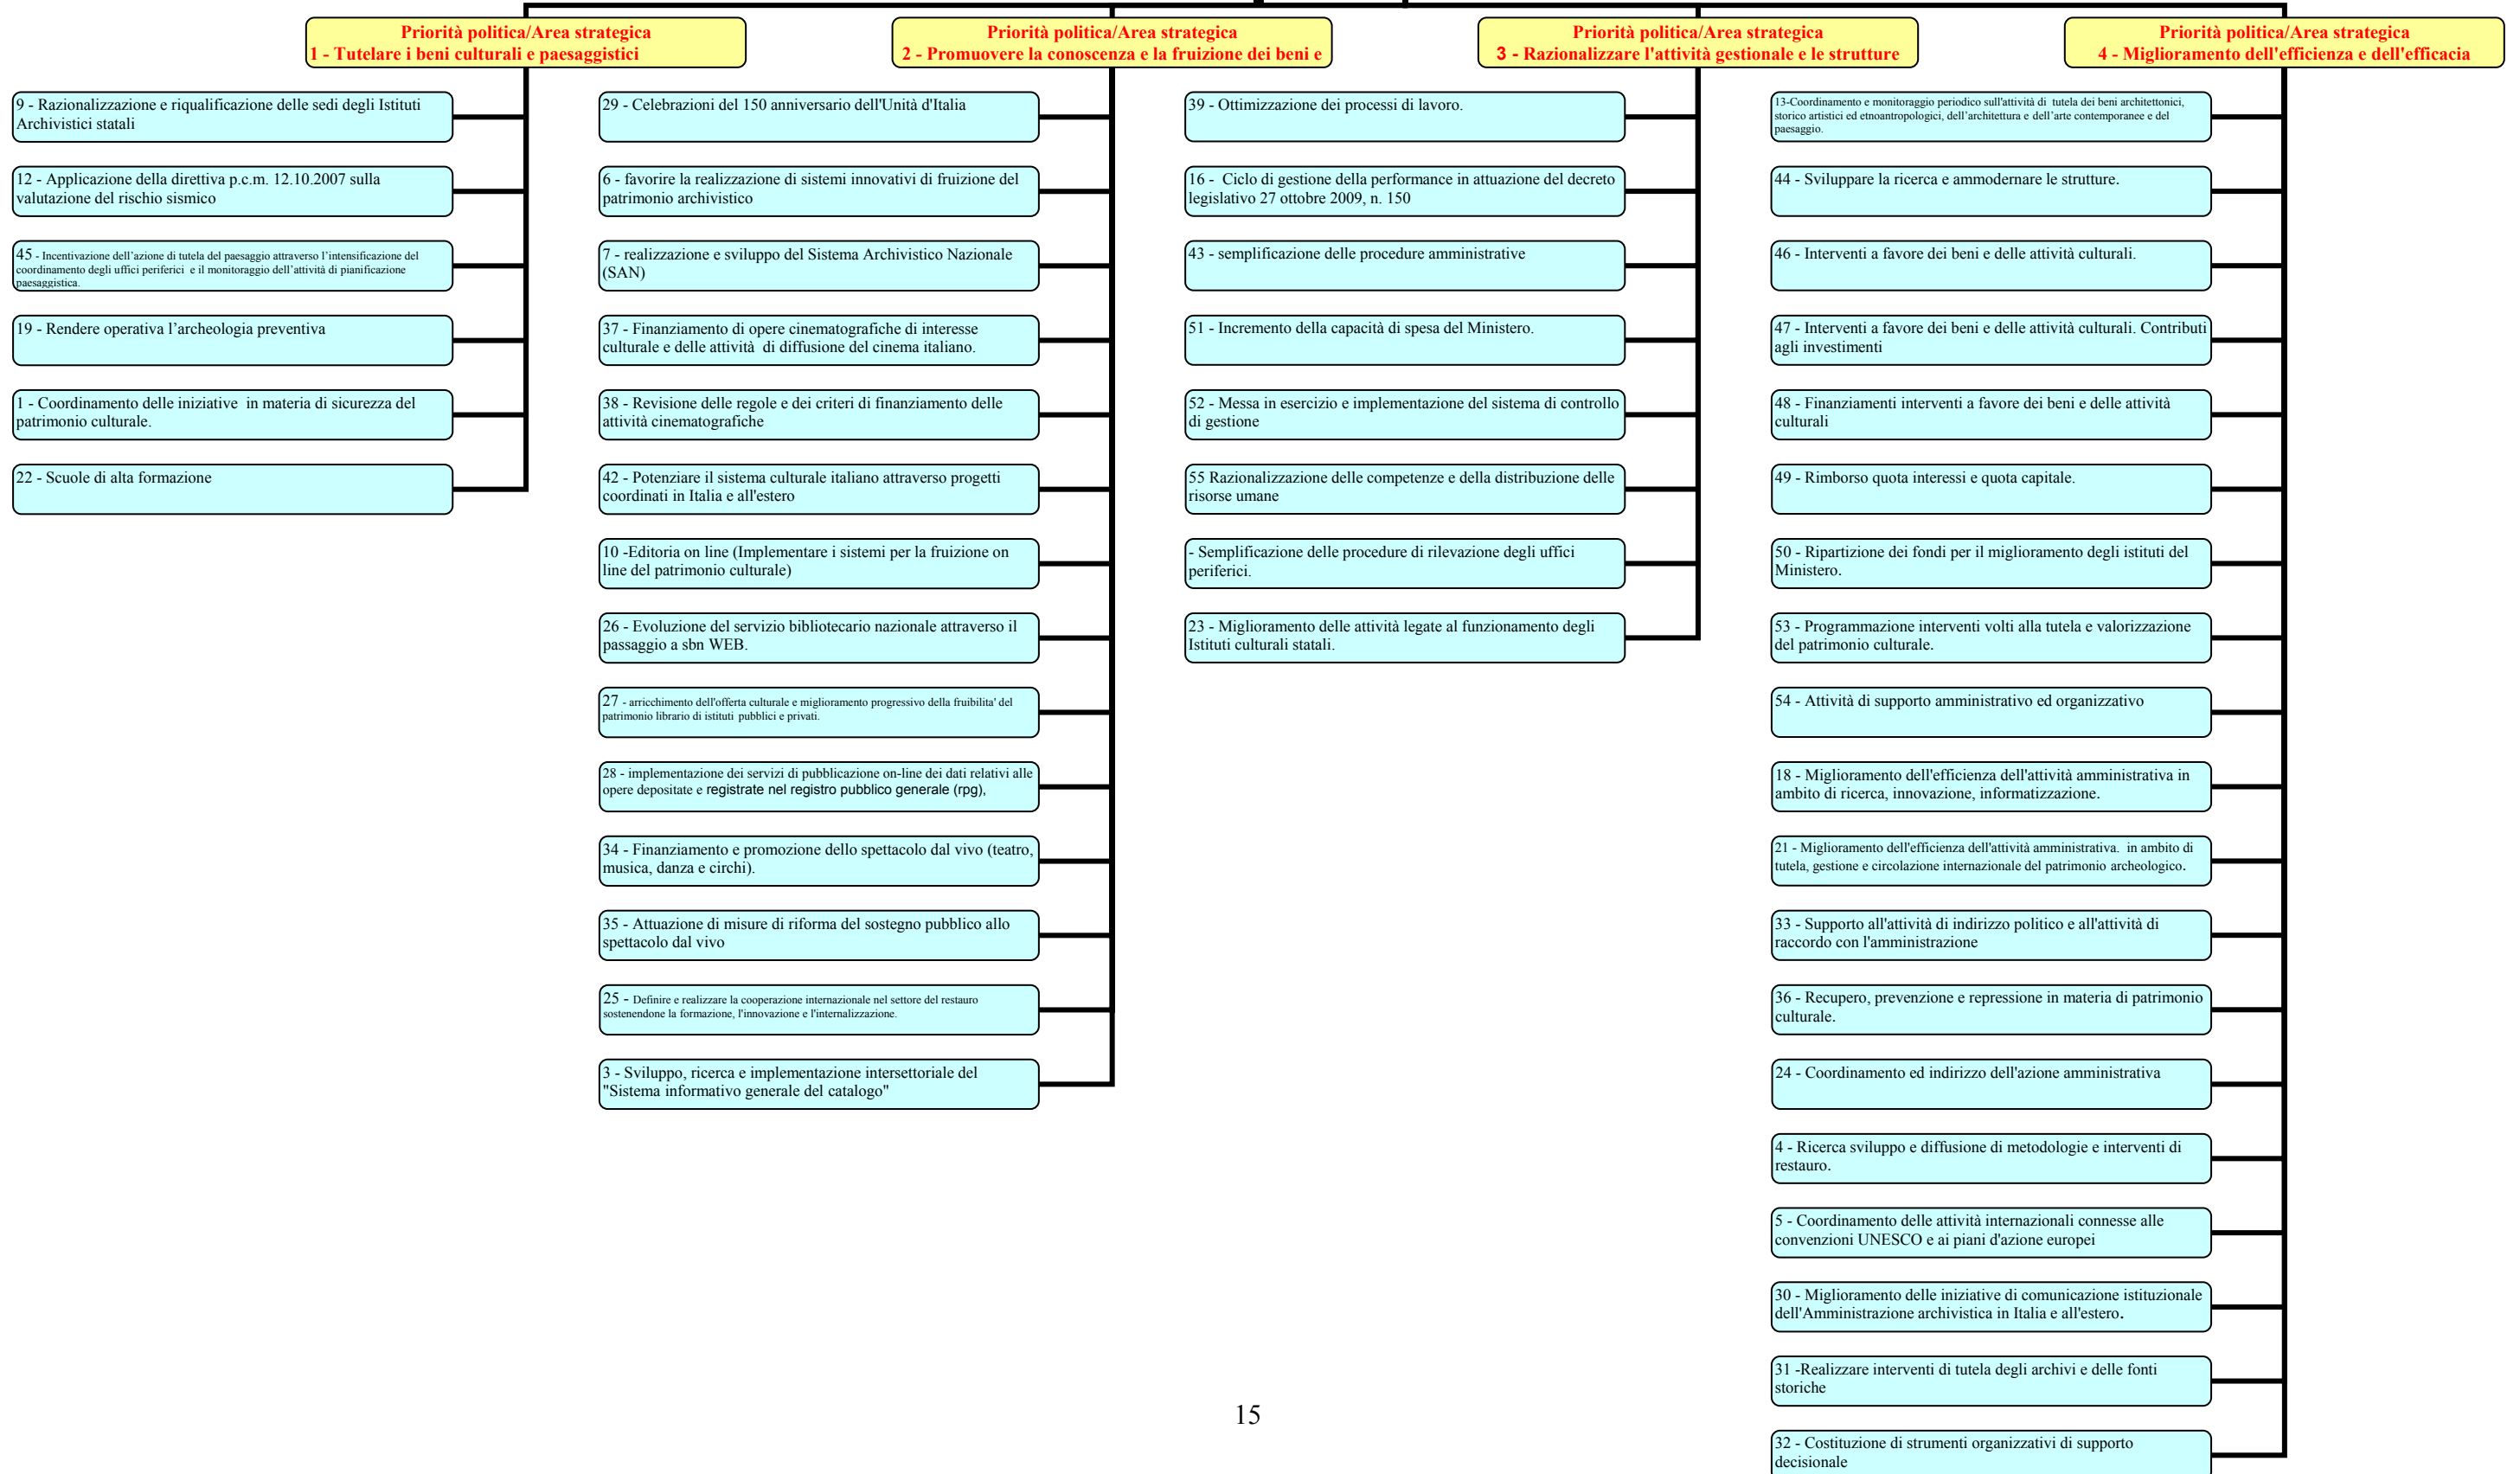 Priorità politica/Area strategica
1 - Tutelare i beni culturali e paesaggistici
9 - Razionalizzazione e riqualificazione delle sedi degli Istituti
Archivistici statali
12 - Applicazione della direttiva p.c.m. 12.10.2007 sulla
valutazione del rischio sismico
45 - Incentivazione dell’azione di tutela del paesaggio attraverso l’intensificazione del
coordinamento degli uffici periferici e il monitoraggio dell’attività di pianificazione
paesaggistica.
19 - Rendere operativa l’archeologia preventiva
1 - Coordinamento delle iniziative in materia di sicurezza del
patrimonio culturale.
22 - Scuole di alta formazione
Priorità politica/Area strategica
2 - Promuovere la conoscenza e la fruizione dei beni e
29 - Celebrazioni del 150 anniversario dell'Unità d'Italia
6 - favorire la realizzazione di sistemi innovativi di fruizione del
patrimonio archivistico
7 - realizzazione e sviluppo del Sistema Archivistico Nazionale
(SAN)
37 - Finanziamento di opere cinematografiche di interesse
culturale e delle attività di diffusione del cinema italiano.
38 - Revisione delle regole e dei criteri di finanziamento delle
attività cinematografiche
42 - Potenziare il sistema culturale italiano attraverso progetti
coordinati in Italia e all'estero
10 -Editoria on line (Implementare i sistemi per la fruizione on
line del patrimonio culturale)
26 - Evoluzione del servizio bibliotecario nazionale attraverso il
passaggio a sbn WEB.
27 - arricchimento dell'offerta culturale e miglioramento progressivo della fruibilita' del
patrimonio librario di istituti pubblici e privati.
28 - implementazione dei servizi di pubblicazione on-line dei dati relativi alle
opere depositate e registrate nel registro pubblico generale (rpg),
34 - Finanziamento e promozione dello spettacolo dal vivo (teatro,
musica, danza e circhi).
35 - Attuazione di misure di riforma del sostegno pubblico allo
spettacolo dal vivo
25 - Definire e realizzare la cooperazione internazionale nel settore del restauro
sostenendone la formazione, l'innovazione e l'internalizzazione.
3 - Sviluppo, ricerca e implementazione intersettoriale del
"Sistema informativo generale del catalogo"
Priorità politica/Area strategica
3 - Razionalizzare l'attività gestionale e le strutture
39 - Ottimizzazione dei processi di lavoro.
16 - Ciclo di gestione della performance in attuazione del decreto
legislativo 27 ottobre 2009, n. 150
43 - semplificazione delle procedure amministrative
51 - Incremento della capacità di spesa del Ministero.
52 - Messa in esercizio e implementazione del sistema di controllo
di gestione
55 Razionalizzazione delle competenze e della distribuzione delle
risorse umane
- Semplificazione delle procedure di rilevazione degli uffici
periferici.
23 - Miglioramento delle attività legate al funzionamento degli
Istituti culturali statali.
Priorità politica/Area strategica
4 - Miglioramento dell'efficienza e dell'efficacia
13-Coordinamento e monitoraggio periodico sull'attività di tutela dei beni architettonici,
storico artistici ed etnoantropologici, dell’architettura e dell’arte contemporanee e del
paesaggio.
44 - Sviluppare la ricerca e ammodernare le strutture.
46 - Interventi a favore dei beni e delle attività culturali.
47 - Interventi a favore dei beni e delle attività culturali. Contributi
agli investimenti
48 - Finanziamenti interventi a favore dei beni e delle attività
culturali
49 - Rimborso quota interessi e quota capitale.
50 - Ripartizione dei fondi per il miglioramento degli istituti del
Ministero.
53 - Programmazione interventi volti alla tutela e valorizzazione
del patrimonio culturale.
54 - Attività di supporto amministrativo ed organizzativo
18 - Miglioramento dell'efficienza dell'attività amministrativa in
ambito di ricerca, innovazione, informatizzazione.
21 - Miglioramento dell'efficienza dell'attività amministrativa. in ambito di
tutela, gestione e circolazione internazionale del patrimonio archeologico.
33 - Supporto all'attività di indirizzo politico e all'attività di
raccordo con l'amministrazione
36 - Recupero, prevenzione e repressione in materia di patrimonio
culturale.
24 - Coordinamento ed indirizzo dell'azione amministrativa
4 - Ricerca sviluppo e diffusione di metodologie e interventi di
restauro.
5 - Coordinamento delle attività internazionali connesse alle
convenzioni UNESCO e ai piani d'azione europei
30 - Miglioramento delle iniziative di comunicazione istituzionale
dell'Amministrazione archivistica in Italia e all'estero.
31 -Realizzare interventi di tutela degli archivi e delle fonti
storiche
32 - Costituzione di strumenti organizzativi di supporto
decisionale
15